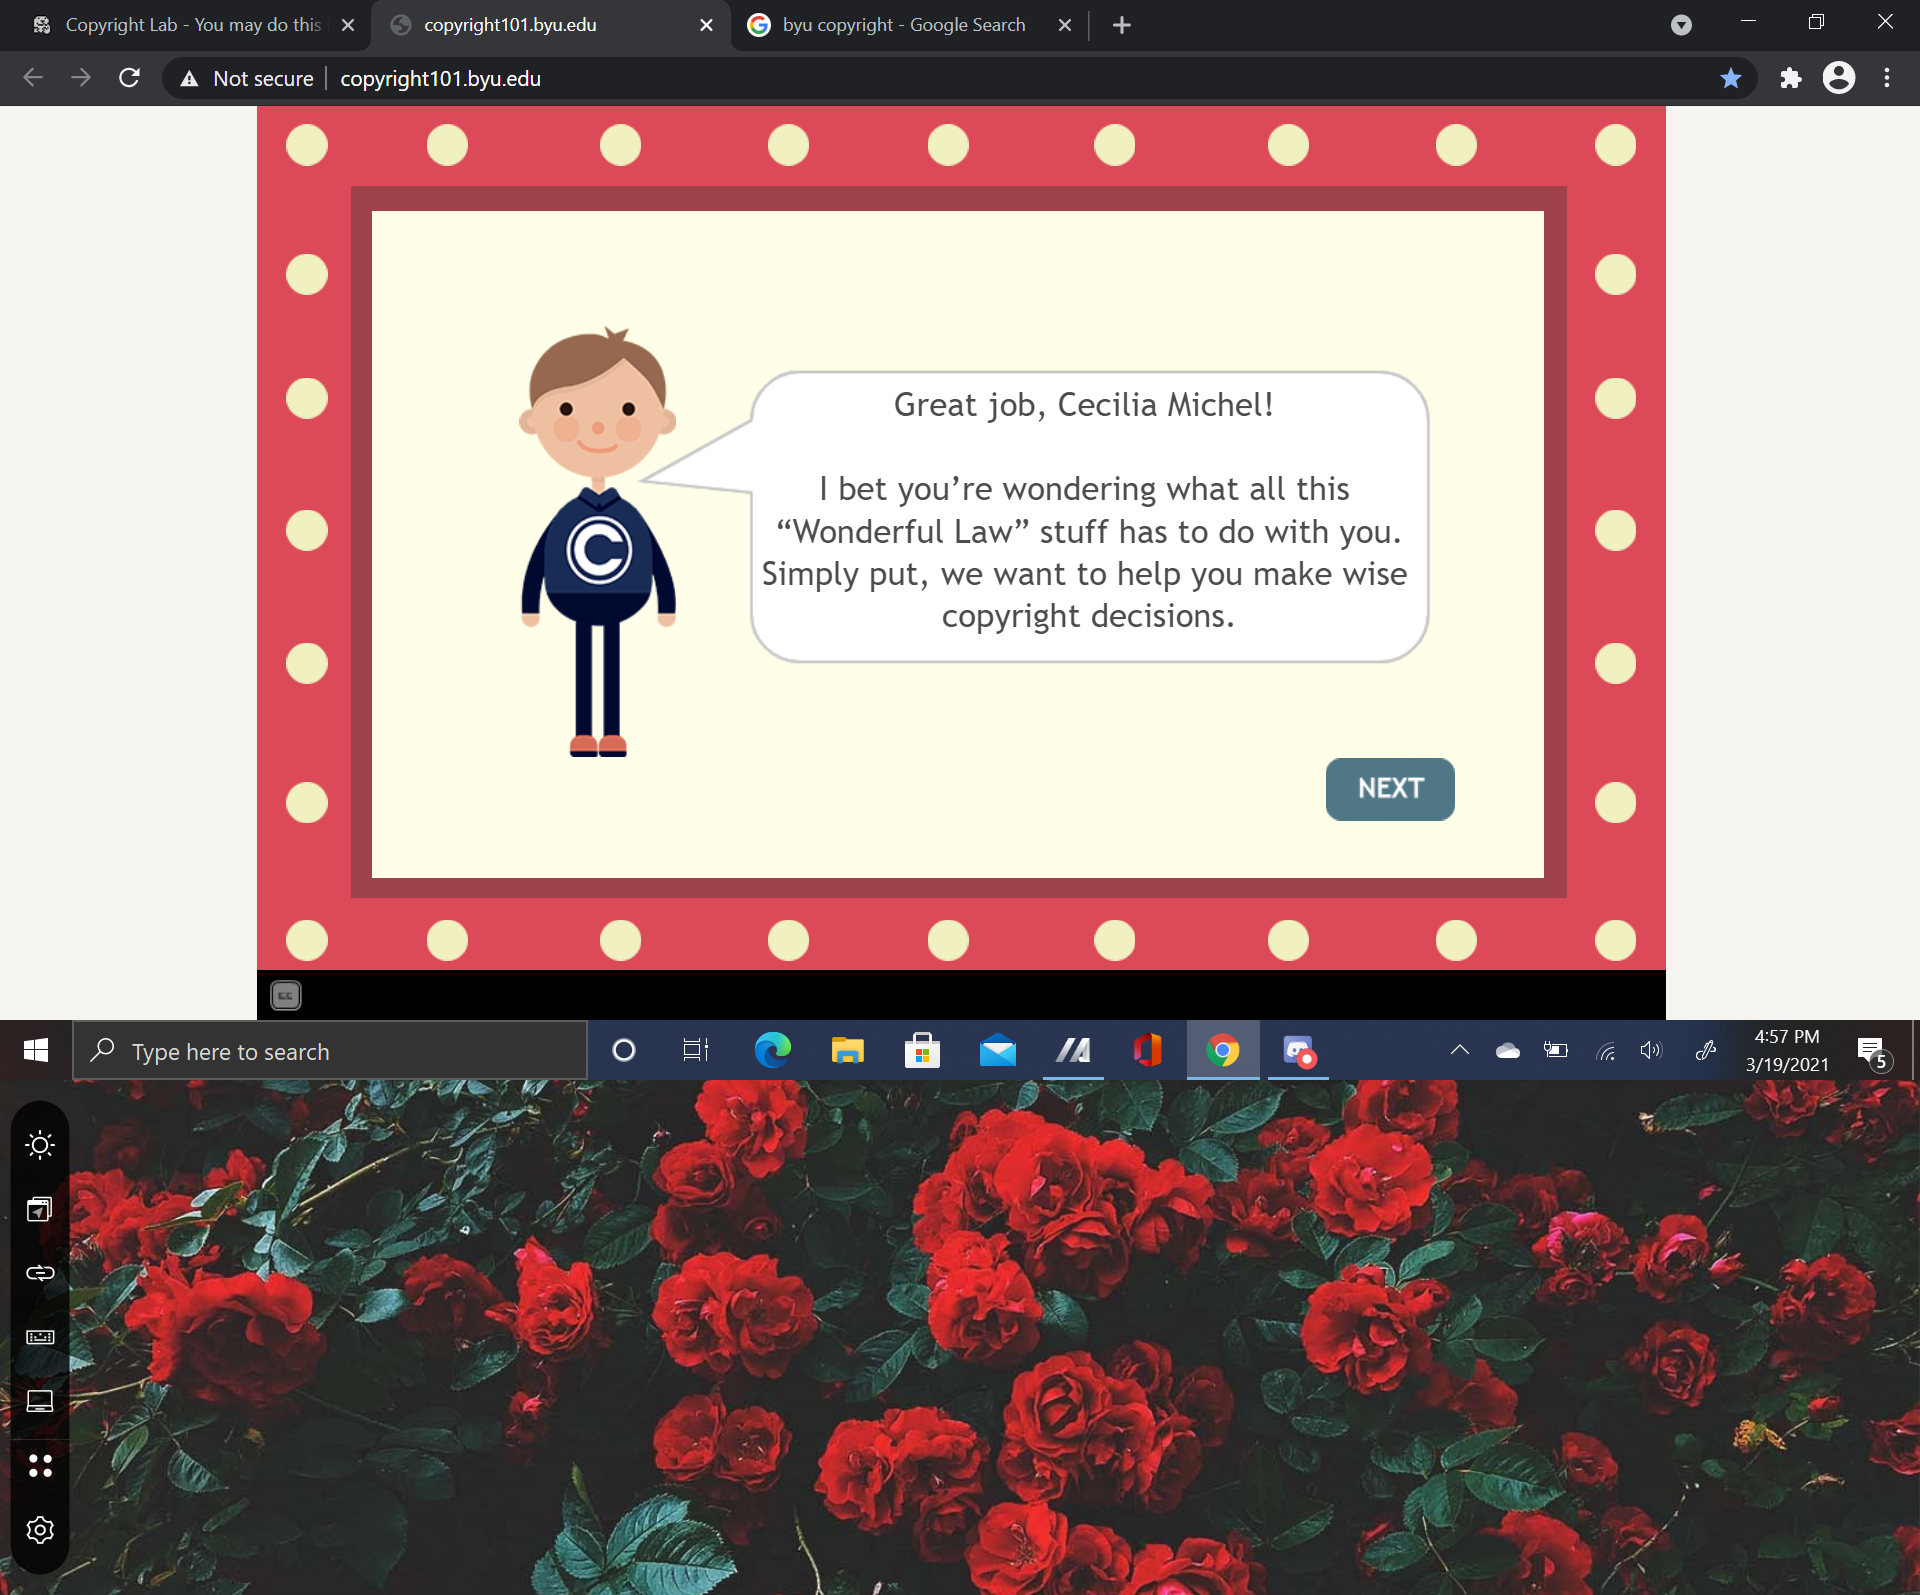 Copyright Lab - You may do this
copyright101.byu.edu
byu copyright - Google Search
Not secure
copyright101.byu.edu
Great job, Cecilia Michel!
I bet you’re wondering what all this
“Wonderful Law” stuff has to do with you.
Simply put, we want to help you make wise
copyright decisions.
C
NEXT
CC
Type here to search
4:57 PM
3/19/2021
5